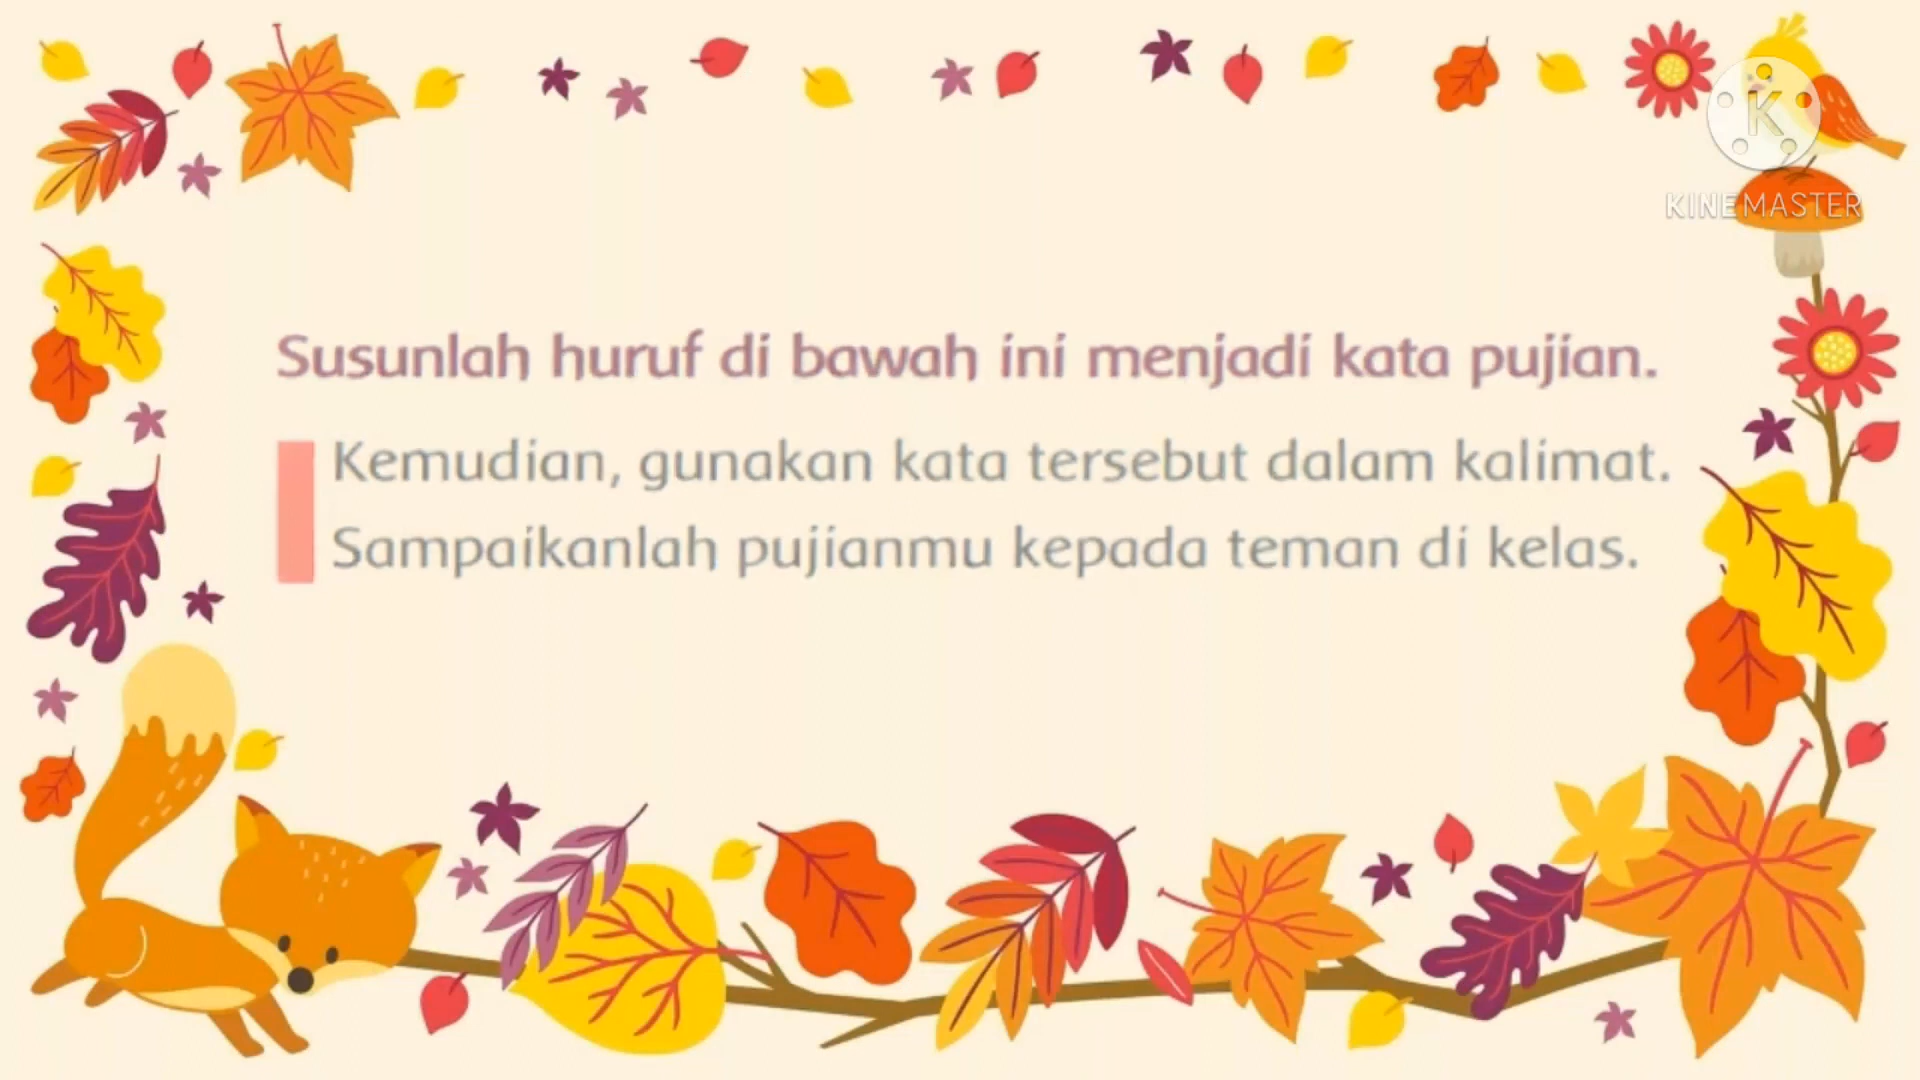 K
KINEMASTER
Susunlah huruf di bawah ini menjadi kata pujian.
Kemudian, gunakan kata tersebut dalam kalimat.
Sampaikanlah pujianmu kepada teman di kelas.